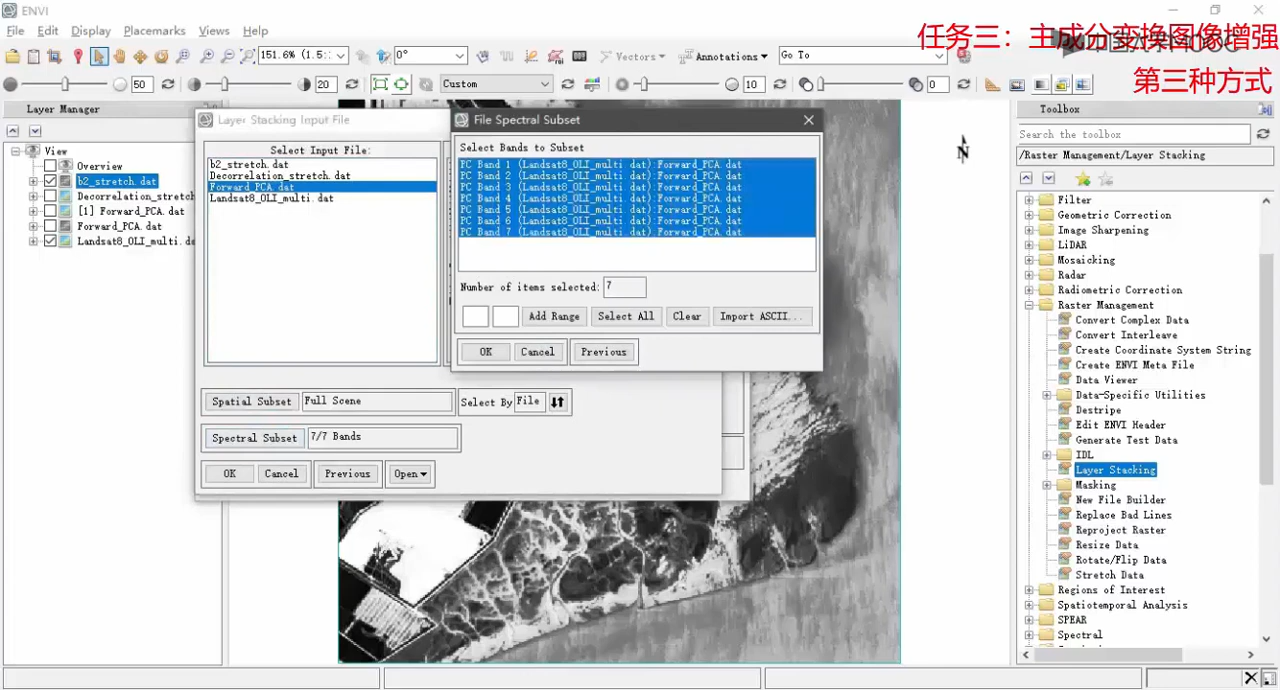 ENVI
File Edit Display Placemarks Views Help
任务三：主成分变换图像增强
第三种方式
151.6% (1.5:
0°
Vectors
Annotations
Go To
50
20
Custom
10
0
Layer Manager
View
Overview
b2_stretch.dat
Decorrelation_stretch
[1] Forward_PCA.dat
Forward_PCA.dat
Landsat8_OLI_multi.da
Layer Stacking Input File
Select Input File:
b2_stretch.dat
Decorrelation_stretch.dat
Forward_PCA.dat
Landsat8_OLI_multi.dat
Spatial Subset
Full Scene
Select By
File
Spectral Subset
7/7 Bands
OK
Cancel
Previous
Open
File Spectral Subset
Select Bands to Subset
PC Band 1 (Landsat8_OLI_multi.dat):Forward_PCA.dat
PC Band 2 (Landsat8_OLI_multi.dat):Forward_PCA.dat
PC Band 3 (Landsat8_OLI_multi.dat):Forward_PCA.dat
PC Band 4 (Landsat8_OLI_multi.dat):Forward_PCA.dat
PC Band 5 (Landsat8_OLI_multi.dat):Forward_PCA.dat
PC Band 6 (Landsat8_OLI_multi.dat):Forward_PCA.dat
PC Band 7 (Landsat8_OLI_multi.dat):Forward_PCA.dat
Number of items selected: 7
Add Range
Select All
Clear
Import ASCII...
OK
Cancel
Previous
N
Toolbox
Search the toolbox
/Raster Management/Layer Stacking
Filter
Geometric Correction
Image Sharpening
LiDAR
Mosaicking
Radar
Radiometric Correction
Raster Management
Convert Complex Data
Convert Interleave
Create Coordinate System String
Create ENVI Meta File
Data Viewer
Data-Specific Utilities
Destripe
Edit ENVI Header
Generate Test Data
IDL
Layer Stacking
Masking
New File Builder
Replace Bad Lines
Reproject Raster
Resize Data
Rotate/Flip Data
Stretch Data
Regions of Interest
Spatiotemporal Analysis
SPEAR
Spectral